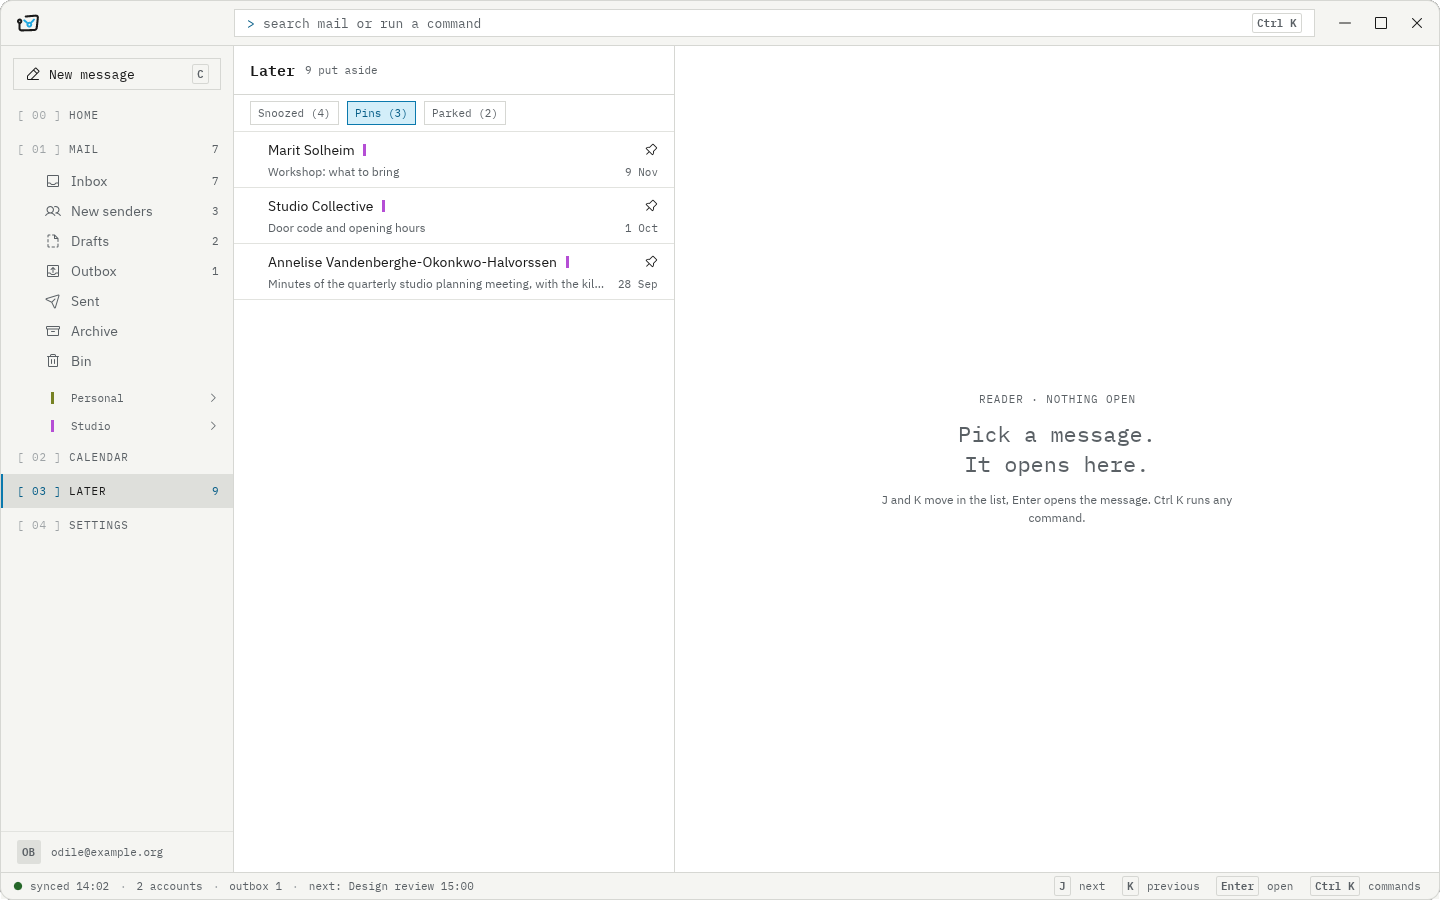 > search mail or run a command Ctrl K
New message C
[ 00 ] HOME
[ 01 ] MAIL 7
Inbox 7
New senders 3
Drafts 2
Outbox 1
Sent
Archive
Bin
Personal
Studio
[ 02 ] CALENDAR
[ 03 ] LATER 9
[ 04 ] SETTINGS
OB odile@example.org
Later 9 put aside
Snoozed (4) Pins (3) Parked (2)
Marit Solheim
Workshop: what to bring 9 Nov
Studio Collective
Door code and opening hours 1 Oct
Annelise Vandenberghe-Okonkwo-Halvorssen
Minutes of the quarterly studio planning meeting, with the kil... 28 Sep
READER · NOTHING OPEN
Pick a message.
It opens here.
J and K move in the list, Enter opens the message. Ctrl K runs any
command.
synced 14:02 · 2 accounts · outbox 1 · next: Design review 15:00
J next K previous Enter open Ctrl K commands